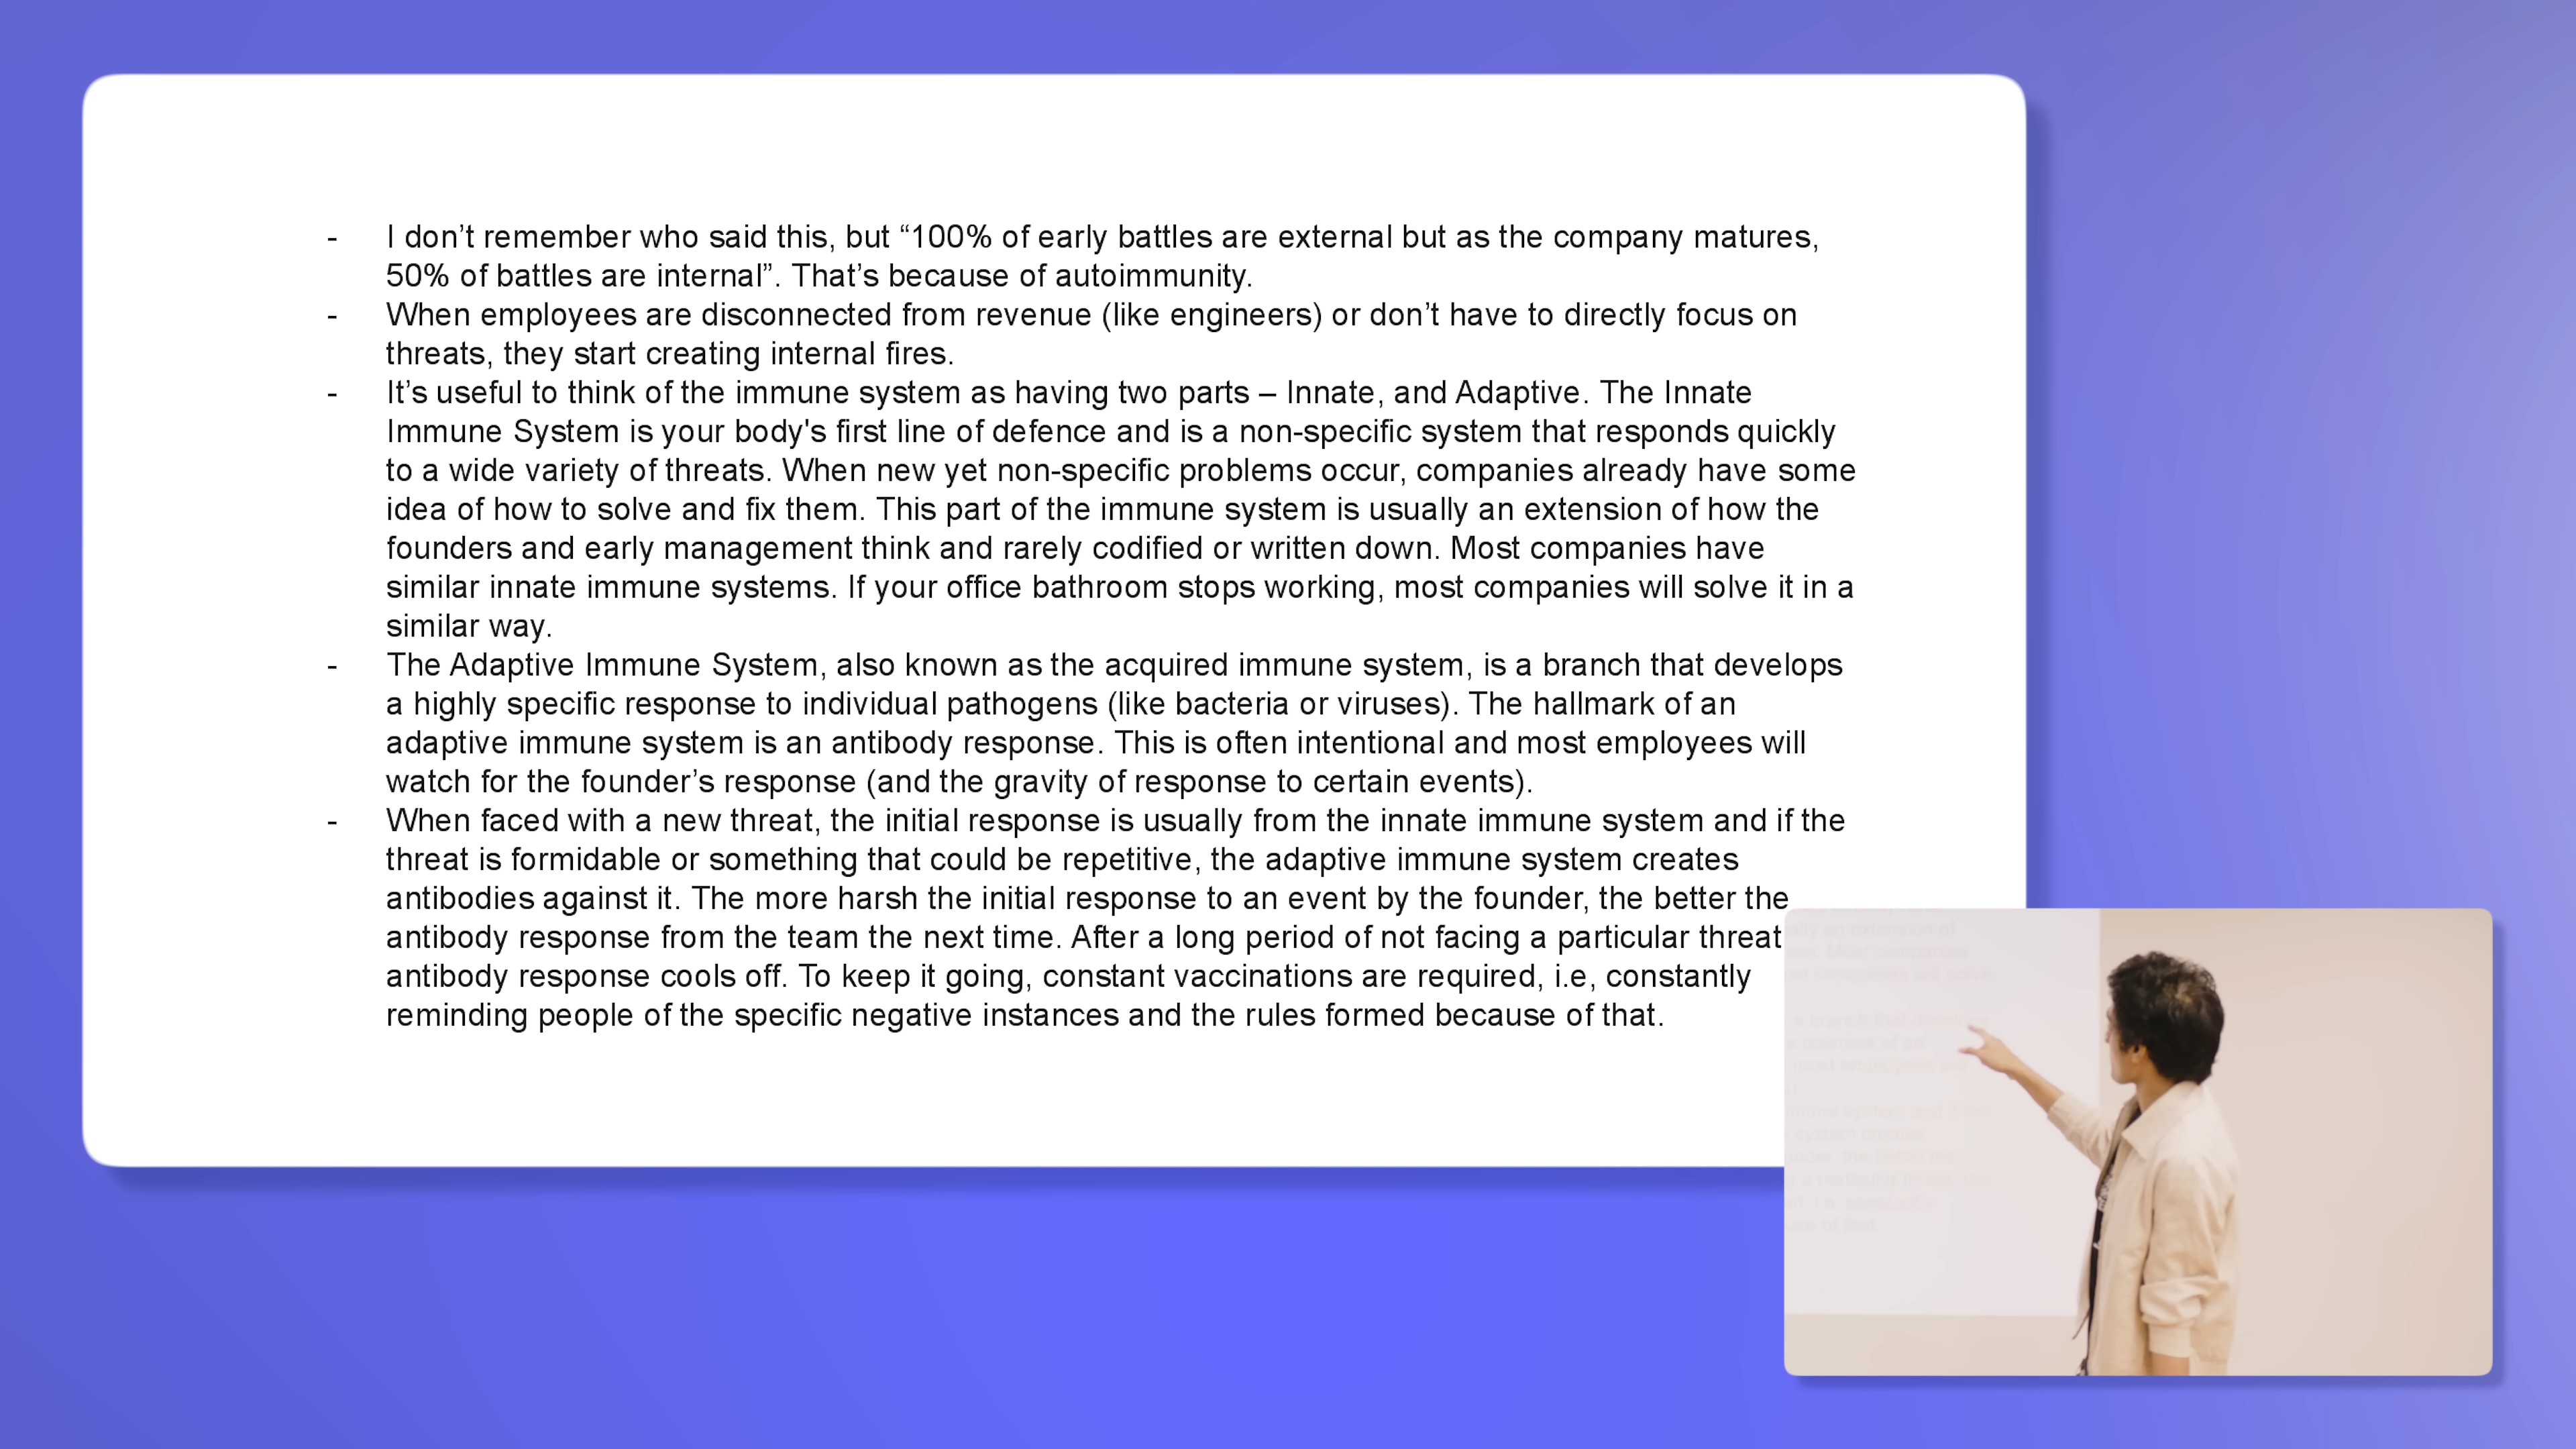 - I don’t remember who said this, but “100% of early battles are external but as the company matures,
50% of battles are internal”. That’s because of autoimmunity.
- When employees are disconnected from revenue (like engineers) or don’t have to directly focus on
threats, they start creating internal fires.
- It’s useful to think of the immune system as having two parts – Innate, and Adaptive. The Innate
Immune System is your body's first line of defence and is a non-specific system that responds quickly
to a wide variety of threats. When new yet non-specific problems occur, companies already have some
idea of how to solve and fix them. This part of the immune system is usually an extension of how the
founders and early management think and rarely codified or written down. Most companies have
similar innate immune systems. If your office bathroom stops working, most companies will solve it in a
similar way.
- The Adaptive Immune System, also known as the acquired immune system, is a branch that develops
a highly specific response to individual pathogens (like bacteria or viruses). The hallmark of an
adaptive immune system is an antibody response. This is often intentional and most employees will
watch for the founder’s response (and the gravity of response to certain events).
- When faced with a new threat, the initial response is usually from the innate immune system and if the
threat is formidable or something that could be repetitive, the adaptive immune system creates
antibodies against it. The more harsh the initial response to an event by the founder, the better the
antibody response from the team the next time. After a long period of not facing a particular threat
antibody response cools off. To keep it going, constant vaccinations are required, i.e, constantly
reminding people of the specific negative instances and the rules formed because of that.